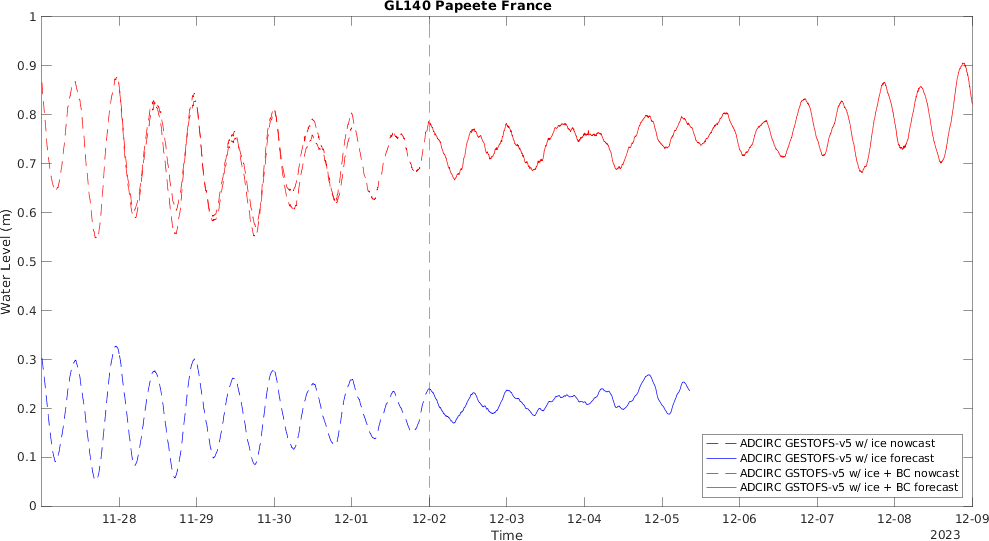 GL140 Papeete France
1
0.9
0.8
0.7
0.6
0.5
0.4
0.3
0.2
0.1
0
Water Level (m)
ADCIRC GESTOFS-v5 w/ ice nowcast
ADCIRC GESTOFS-v5 w/ ice forecast
ADCIRC GSTOFS-v5 w/ ice + BC nowcast
ADCIRC GSTOFS-v5 w/ ice + BC forecast
11-28 11-29 11-30 12-01 12-02 12-03 12-04 12-05 12-06 12-07 12-08 12-09
Time
2023